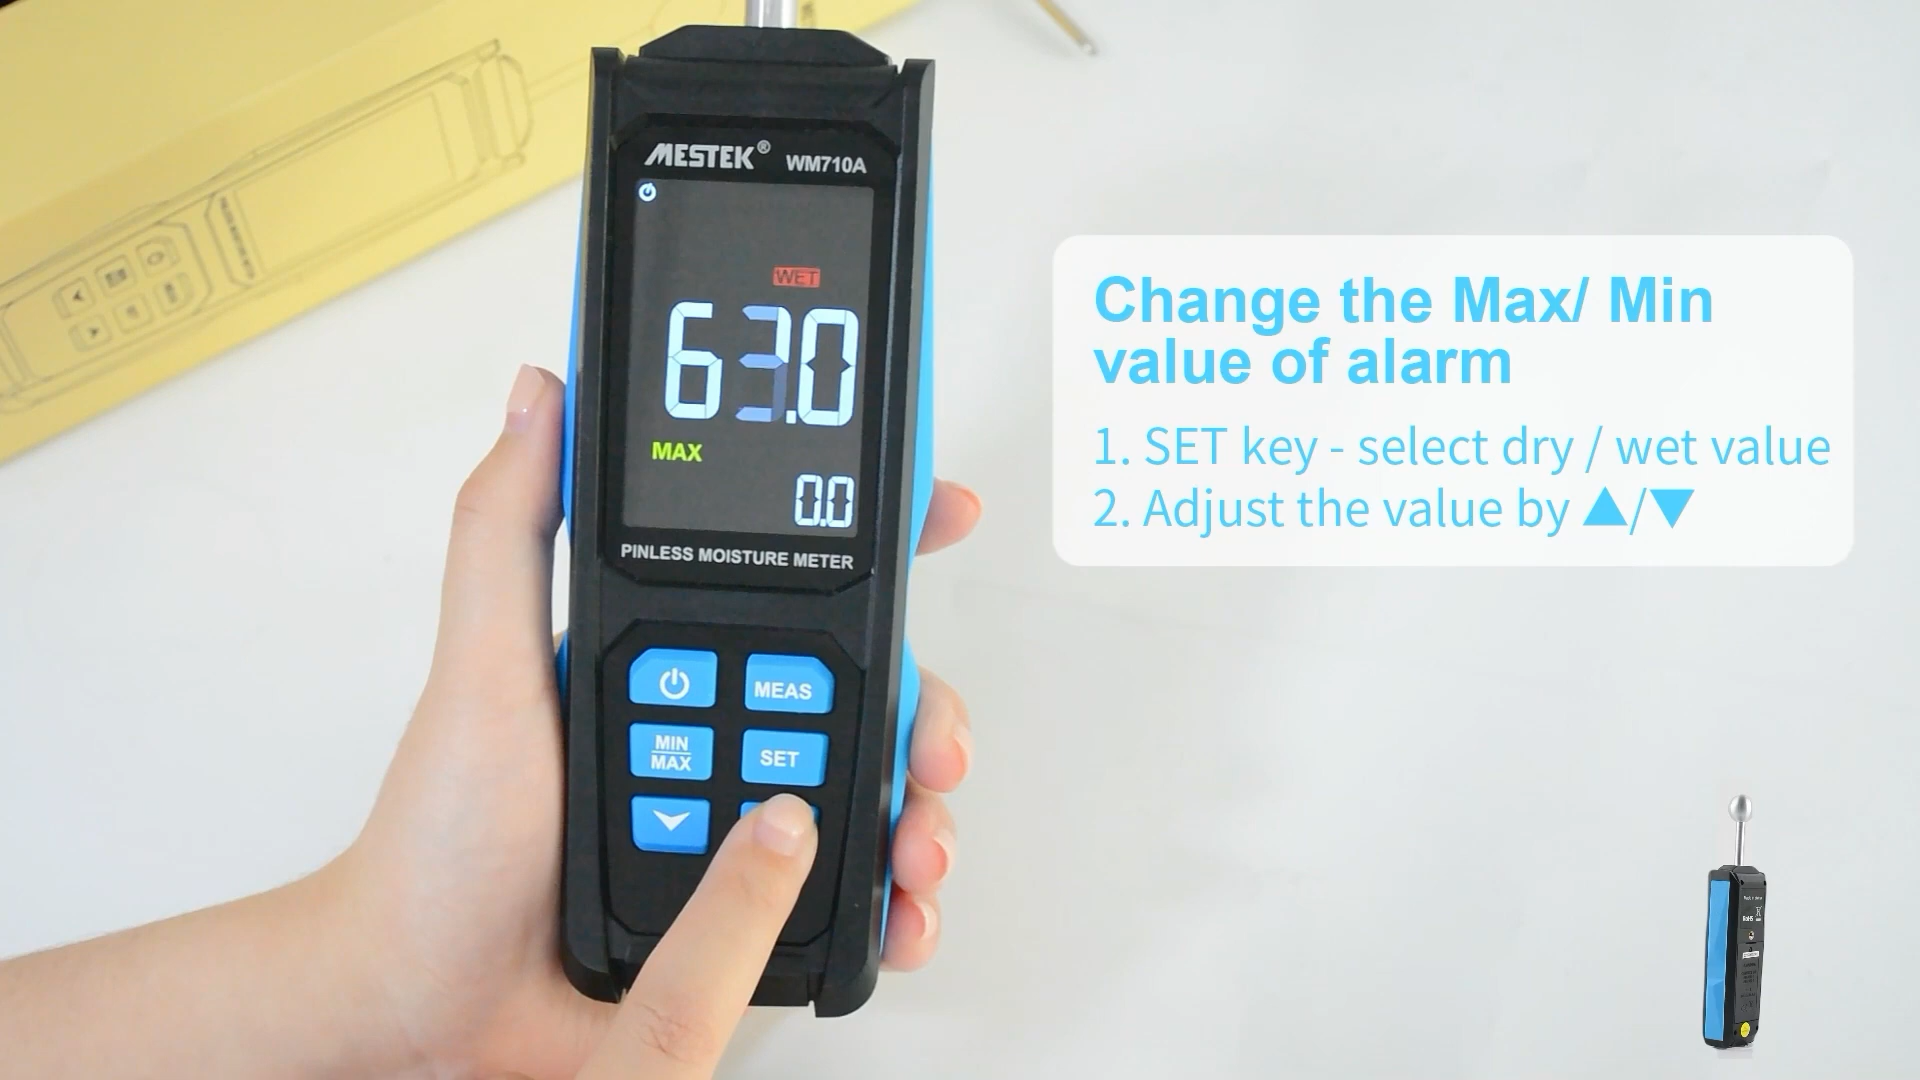 MESTEK® WM710A
WET
63.0
MAX
0.0
PINLESS MOISTURE METER
MEAS
MIN
MAX
SET
Change the Max/ Min
value of alarm
1. SET key - select dry / wet value
2. Adjust the value by ▲/▼
RoHS